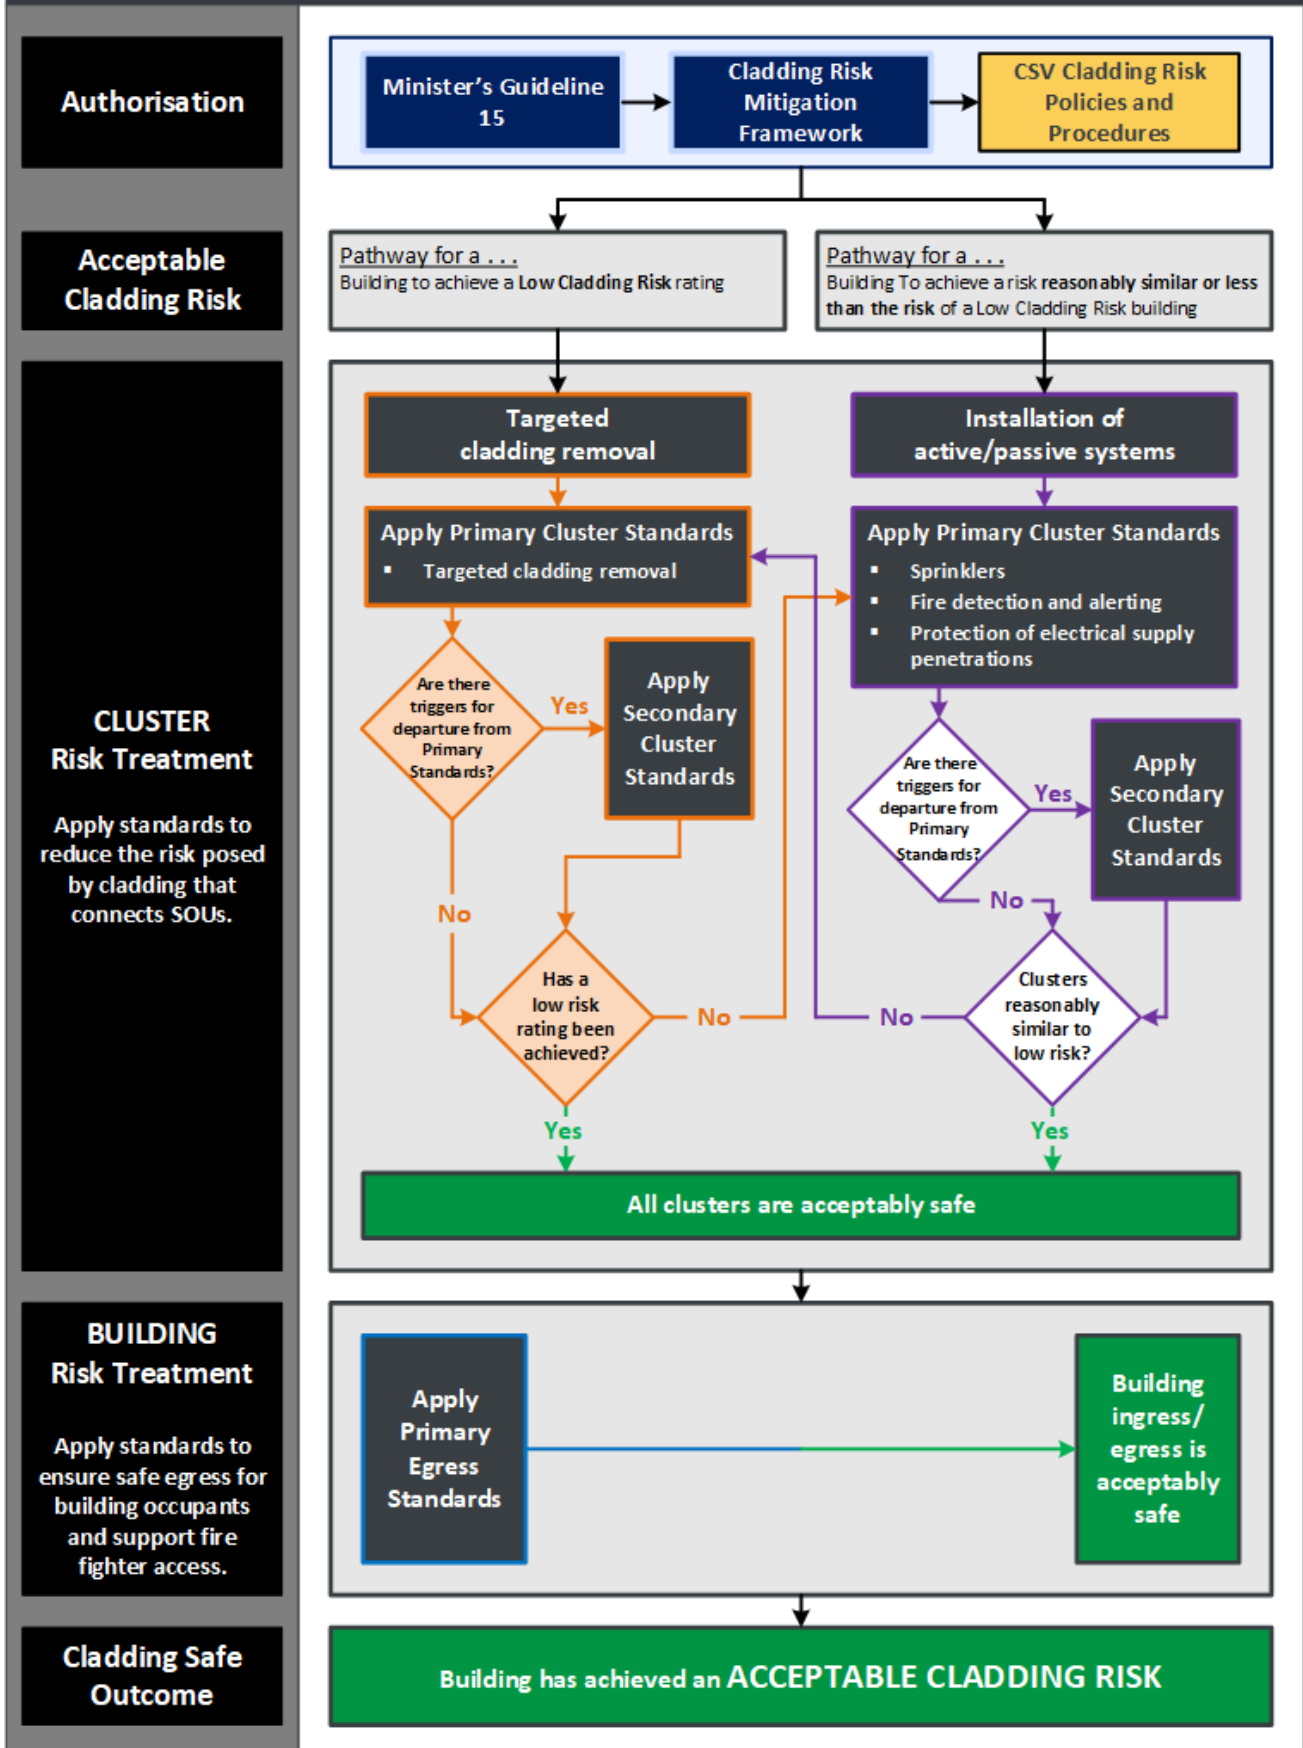 Authorisation
Minister's Guideline
15
Cladding Risk
Mitigation
Framework
CSV Cladding Risk
Policies and
Procedures
Acceptable
Cladding Risk
Pathway for a . . .
Building to achieve a Low Cladding Risk rating
Pathway for a . . .
Building To achieve a risk reasonably similar or less
than the risk of a Low Cladding Risk building
CLUSTER
Risk Treatment
Apply standards to
reduce the risk posed
by cladding that
connects SOUs.
Targeted
cladding removal
Apply Primary Cluster Standards
▪ Targeted cladding removal
Are there
triggers for
departure from
Primary
Standards?
Yes
Apply
Secondary
Cluster
Standards
No
Has a
low risk
rating been
achieved?
No
Yes
Installation of
active/passive systems
Apply Primary Cluster Standards
▪ Sprinklers
▪ Fire detection and alerting
▪ Protection of electrical supply
penetrations
Are there
triggers for
departure from
Primary
Standards?
Yes
Apply
Secondary
Cluster
Standards
No
Clusters
reasonably
similar to
low risk?
No
Yes
All clusters are acceptably safe
BUILDING
Risk Treatment
Apply standards to
ensure safe egress for
building occupants
and support fire
fighter access.
Apply
Primary
Egress
Standards
Building
ingress/
egress is
acceptably
safe
Cladding Safe
Outcome
Building has achieved an ACCEPTABLE CLADDING RISK